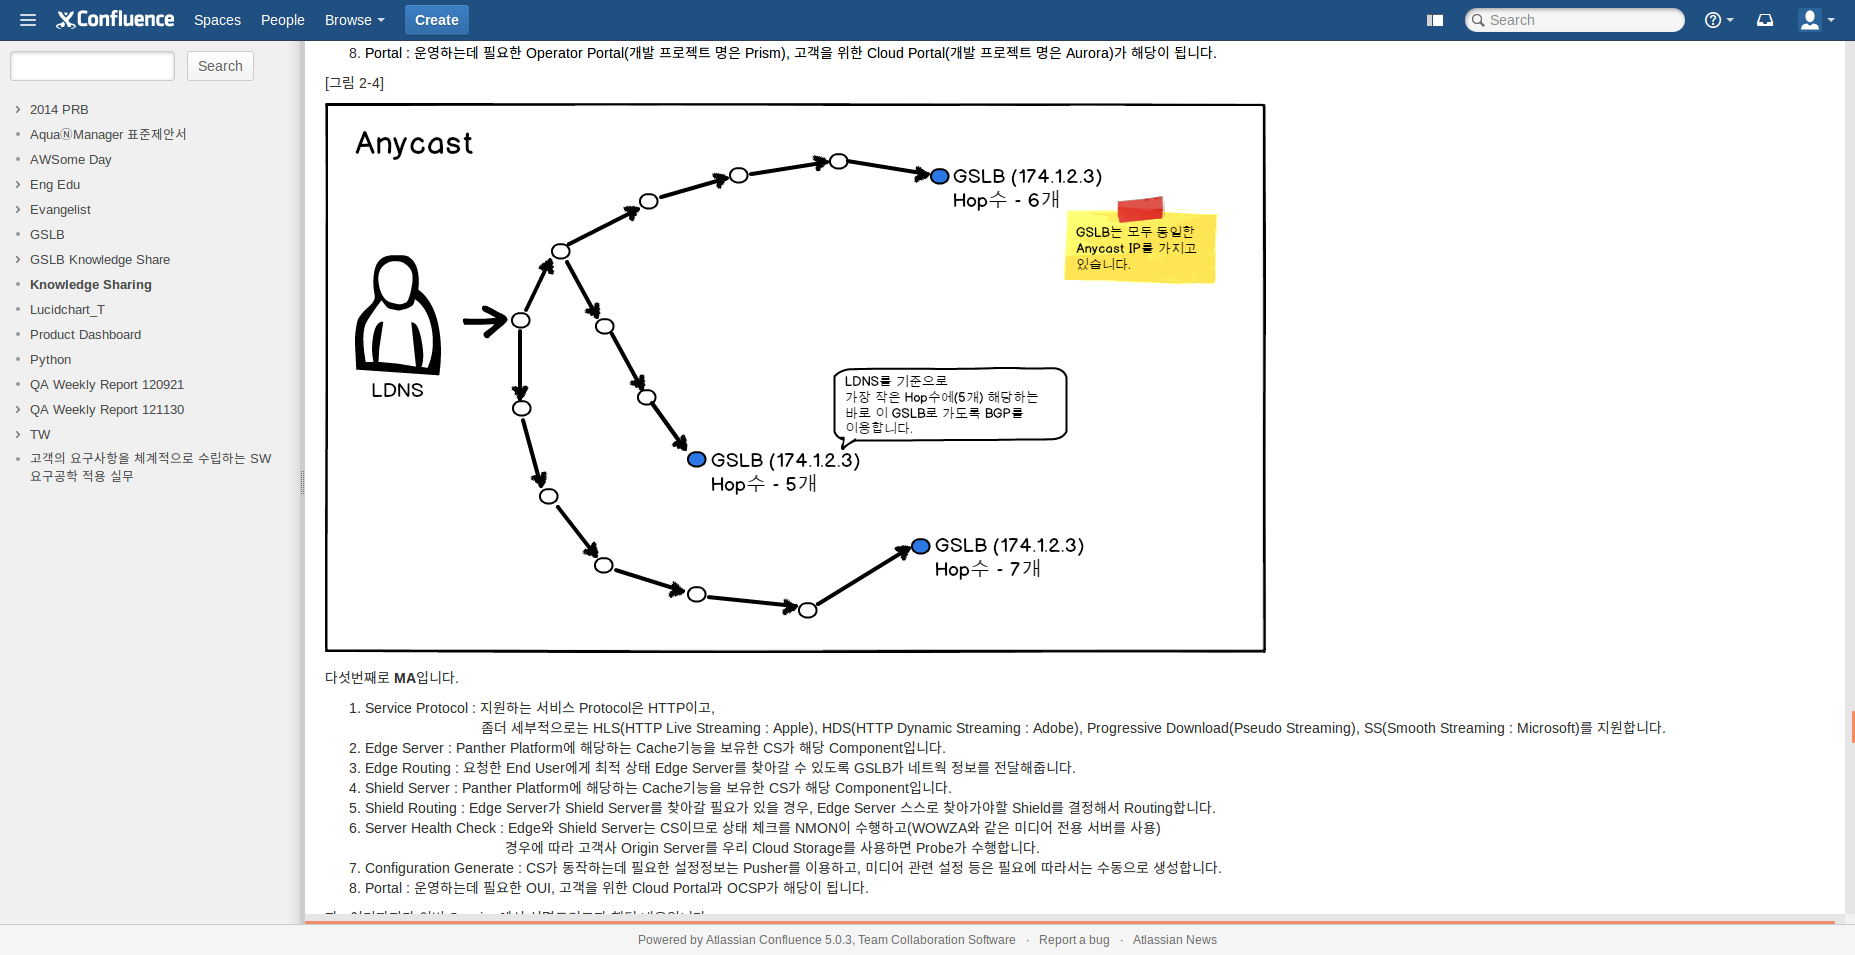 Confluence Spaces People Browse Create Search
Search
2014 PRB
AquaⓃManager 표준제안서
AWSome Day
Eng Edu
Evangelist
GSLB
GSLB Knowledge Share
Knowledge Sharing
Lucidchart_T
Product Dashboard
Python
QA Weekly Report 120921
QA Weekly Report 121130
TW
고객의 요구사항을 체계적으로 수립하는 SW
요구공학 적용 실무
8. Portal : 운영하는데 필요한 Operator Portal(개발 프로젝트 명은 Prism), 고객을 위한 Cloud Portal(개발 프로젝트 명은 Aurora)가 해당이 됩니다.
[그림 2-4]
Anycast
GSLB (174.1.2.3)
Hop수 - 6개
GSLB는 모두 동일한
Anycast IP를 가지고
있습니다.
LDNS
LDNS를 기준으로
가장 작은 Hop수에(5개) 해당하는
바로 이 GSLB로 가도록 BGP를
이용합니다.
GSLB (174.1.2.3)
Hop수 - 5개
GSLB (174.1.2.3)
Hop수 - 7개
다섯번째로 MA입니다.
1. Service Protocol : 지원하는 서비스 Protocol은 HTTP이고,
좀더 세부적으로는 HLS(HTTP Live Streaming : Apple), HDS(HTTP Dynamic Streaming : Adobe), Progressive Download(Pseudo Streaming), SS(Smooth Streaming : Microsoft)를 지원합니다.
2. Edge Server : Panther Platform에 해당하는 Cache기능을 보유한 CS가 해당 Component입니다.
3. Edge Routing : 요청한 End User에게 최적 상태 Edge Server를 찾아갈 수 있도록 GSLB가 네트웍 정보를 전달해줍니다.
4. Shield Server : Panther Platform에 해당하는 Cache기능을 보유한 CS가 해당 Component입니다.
5. Shield Routing : Edge Server가 Shield Server를 찾아갈 필요가 있을 경우, Edge Server 스스로 찾아가야할 Shield를 결정해서 Routing합니다.
6. Server Health Check : Edge와 Shield Server는 CS이므로 상태 체크를 NMON이 수행하고(WOWZA와 같은 미디어 전용 서버를 사용)
경우에 따라 고객사 Origin Server를 우리 Cloud Storage를 사용하면 Probe가 수행합니다.
7. Configuration Generate : CS가 동작하는데 필요한 설정정보는 Pusher를 이용하고, 미디어 관련 설정 등은 필요에 따라서는 수동으로 생성합니다.
8. Portal : 운영하는데 필요한 OUI, 고객을 위한 Cloud Portal과 OCSP가 해당이 됩니다.
Powered by Atlassian Confluence 5.0.3, Team Collaboration Software · Report a bug · Atlassian News